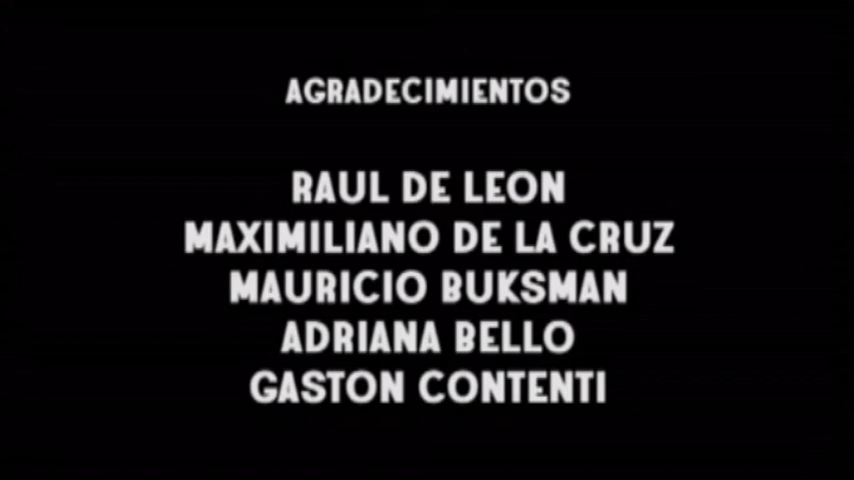 AGRADECIMIENTOS
RAUL DE LEON
MAXIMILIANO DE LA CRUZ
MAURICIO BUKSMAN
ADRIANA BELLO
GASTON CONTENTI